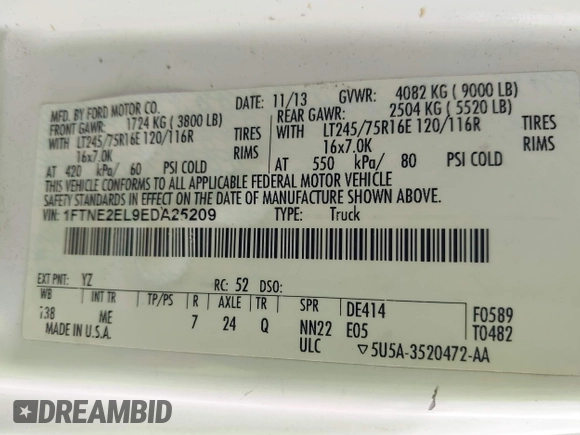 MFD. BY FORD MOTOR CO.
DATE: 11/13 GVWR: 4082 KG ( 9000 LB)
FRONT GAWR: 1724 KG ( 3800 LB)
REAR GAWR: 2504 KG ( 5520 LB)
WITH LT245/75R16E 120/116R TIRES
WITH LT245/75R16E 120/116R TIRES
16x7.0K RIMS
16x7.0K RIMS
AT 420 kPa/ 60 PSI COLD
AT 550 kPa/ 80 PSI COLD
THIS VEHICLE CONFORMS TO ALL APPLICABLE FEDERAL MOTOR VEHICLE
SAFETY STANDARDS IN EFFECT ON THE DATE OF MANUFACTURE SHOWN ABOVE.
VIN: 1FTNE2EL9EDA25209 TYPE: Truck
EXT PNT: YZ RC: 52 DSO:
WB INT TR TP/PS R AXLE TR SPR DE414 F0589
138 ME 7 24 Q NN22 E05 T0482
MADE IN U.S.A. ULC ▽5U5A-3520472-AA
DREAMBID